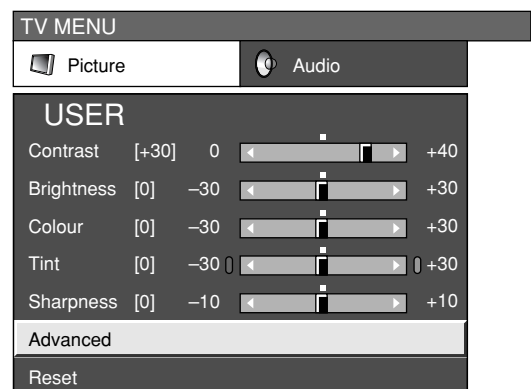 TV MENU
Picture Audio
USER
Contrast [+30] 0 +40
Brightness [0] –30 +30
Colour [0] –30 +30
Tint [0] –30 +30
Sharpness [0] –10 +10
Advanced
Reset